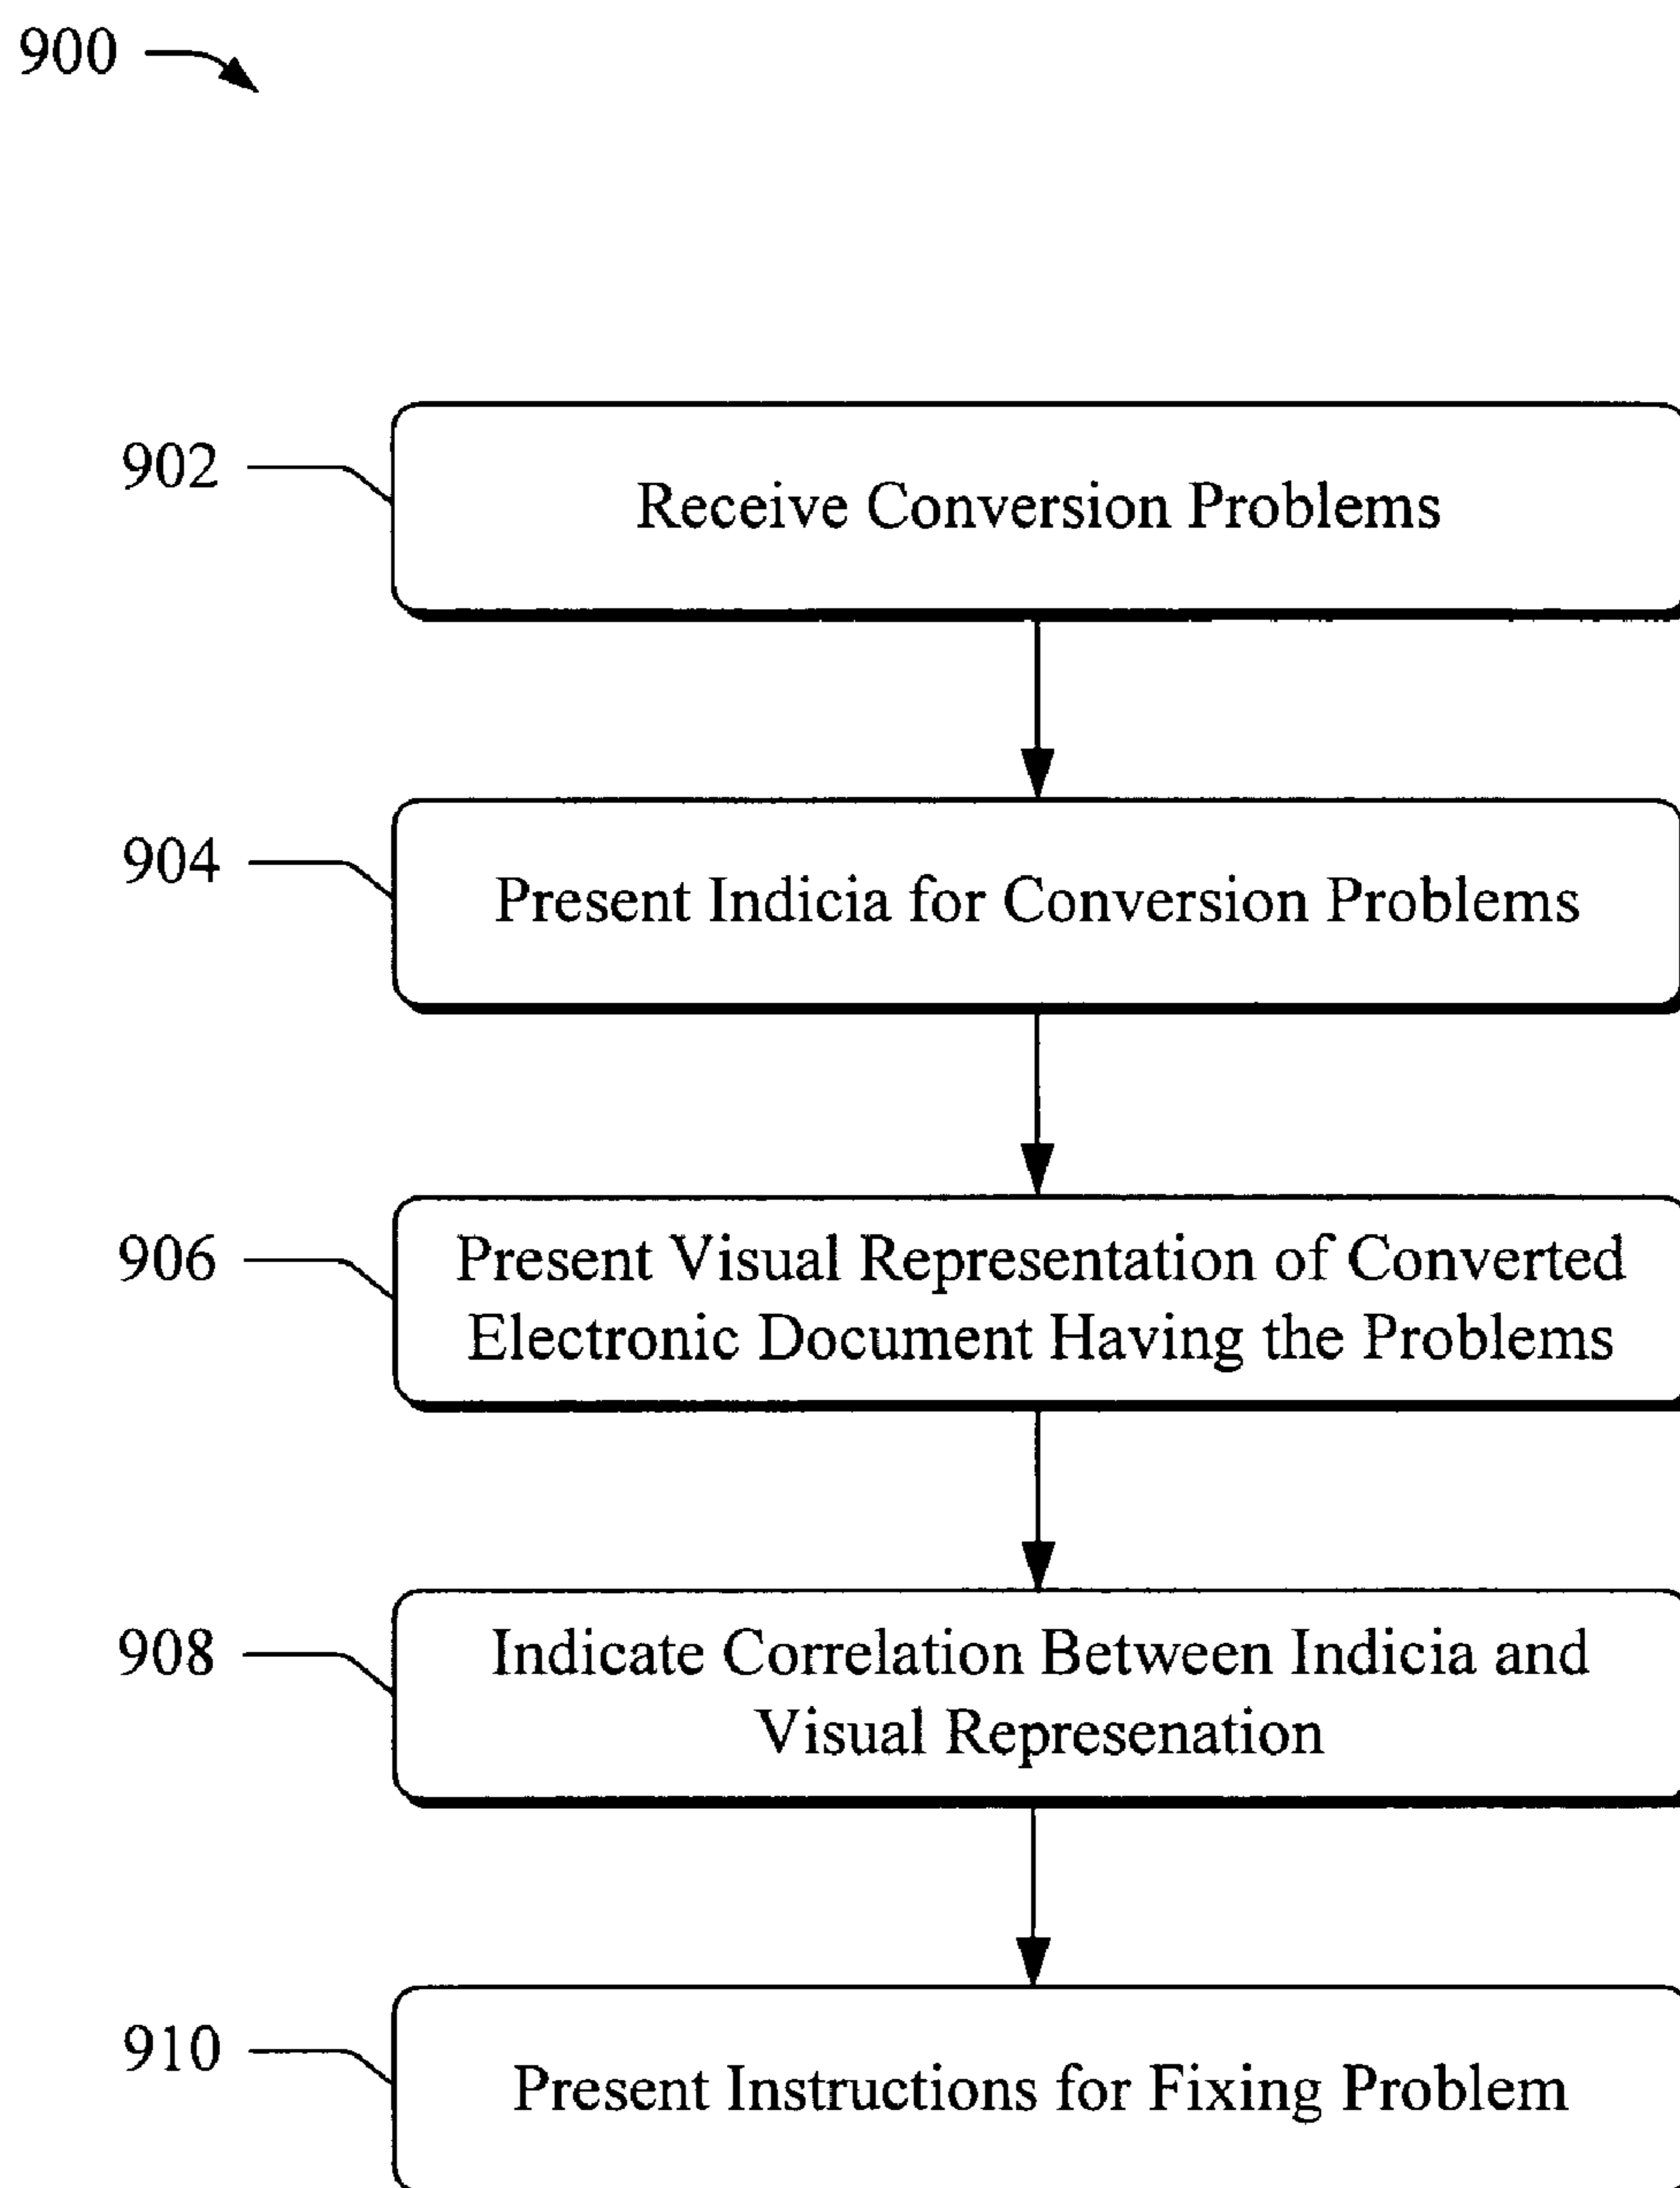 900
902
Receive Conversion Problems
904
Present Indicia for Conversion Problems
906
Present Visual Representation of Converted
Electronic Document Having the Problems
908
Indicate Correlation Between Indicia and
Visual Represenation
910
Present Instructions for Fixing Problem